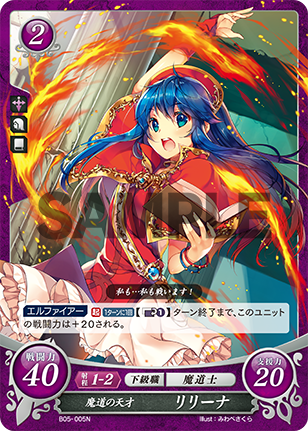 2
SAMPLE
私も…私も戦います!
エルファイアー 起 1ターンに1回 【 1】ターン終了まで、このユニット
の戦闘力は+20される。
戦闘力 40
射程 1-2 下級職 魔道士
支援力 20
魔道の天才 リリーナ
B05-005N Illust:みわべさくら